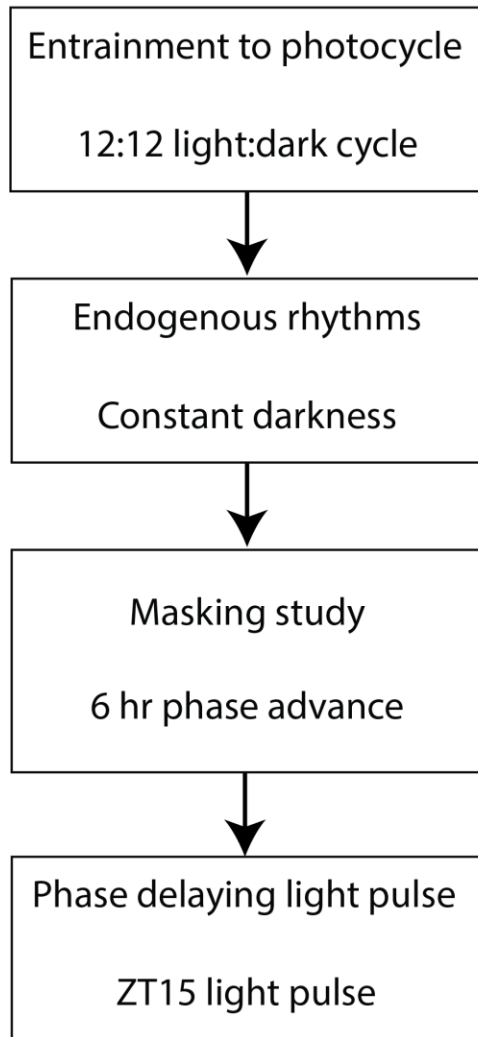 Entrainment to photocycle
12:12 light:dark cycle
Endogenous rhythms
Constant darkness
Masking study
6 hr phase advance
Phase delaying light pulse
ZT15 light pulse